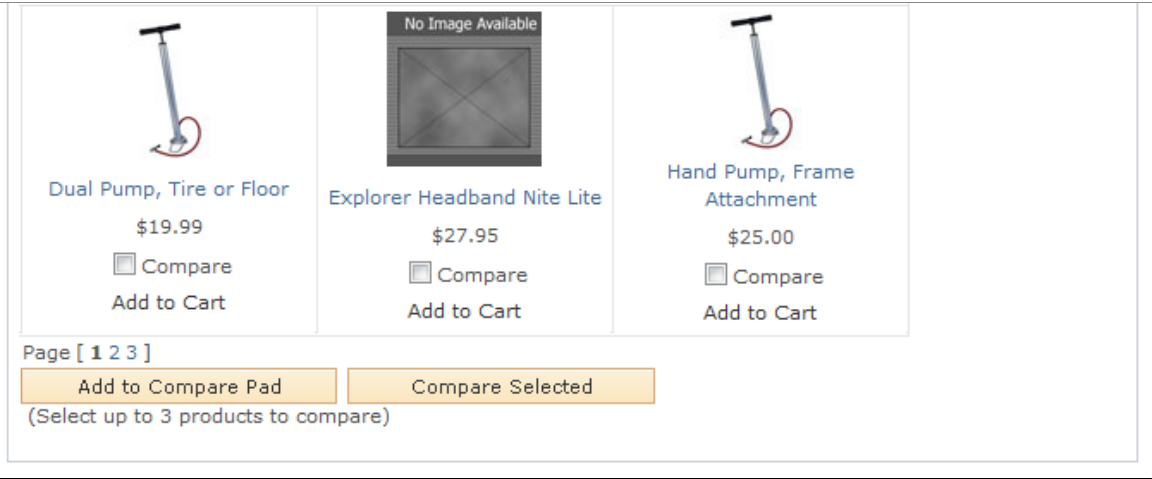 No Image Available
Dual Pump, Tire or Floor
$19.99
Compare
Add to Cart
Explorer Headband Nite Lite
$27.95
Compare
Add to Cart
Hand Pump, Frame
Attachment
$25.00
Compare
Add to Cart
Page [ 1 2 3 ]
Add to Compare Pad
Compare Selected
(Select up to 3 products to compare)